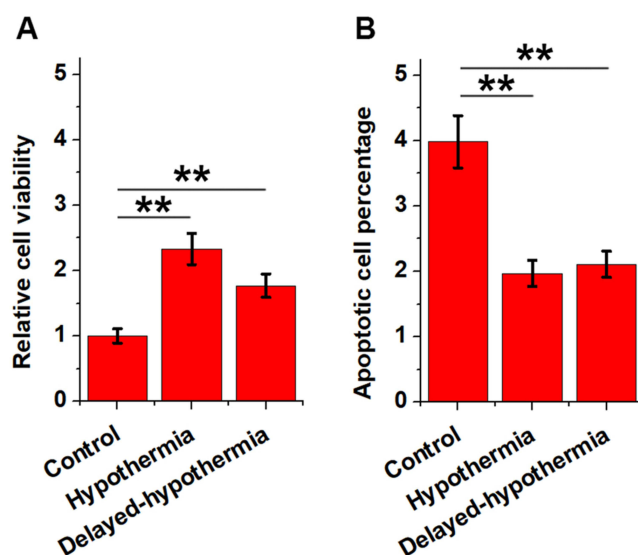 A
Relative cell viability
5
4
3
2
1
0
**
**
Control
Hypothermia
Delayed-hypothermia
B
Apoptotic cell percentage
5
4
3
2
1
0
**
**
Control
Hypothermia
Delayed-hypothermia